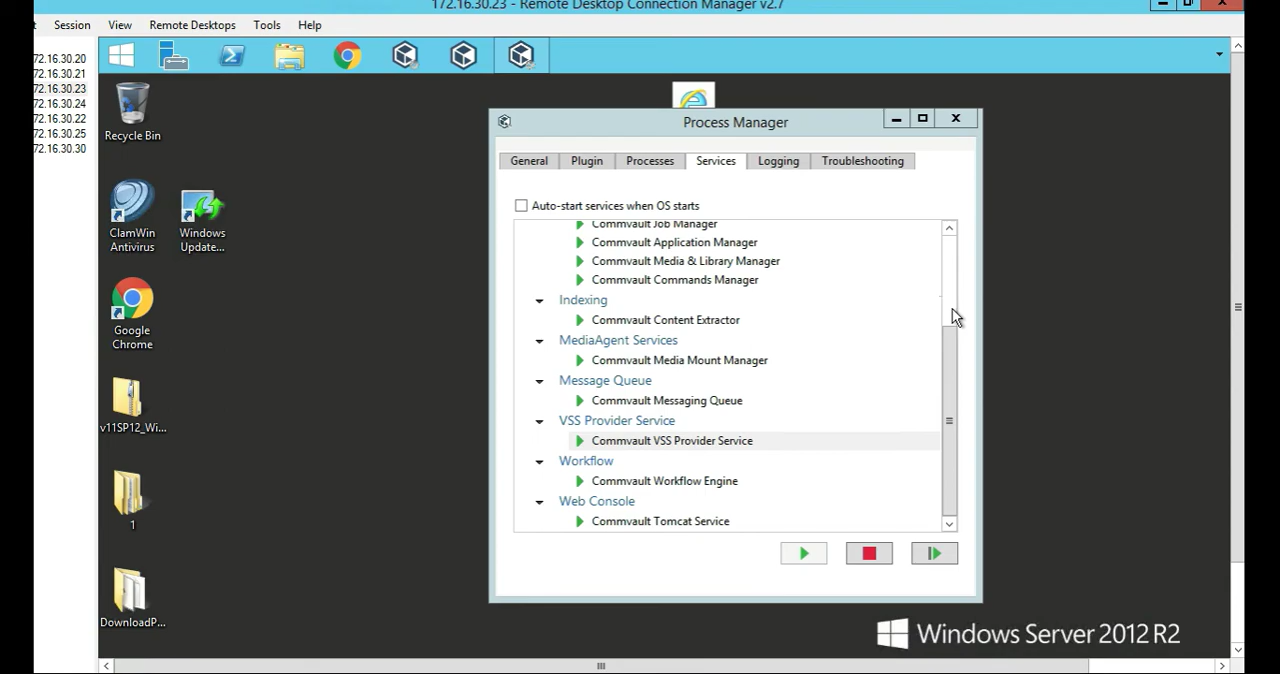 172.16.30.23 - Remote Desktop Connection Manager v2.7
Session View Remote Desktops Tools Help
72.16.30.20
72.16.30.21
72.16.30.23
72.16.30.24
72.16.30.22
72.16.30.25
72.16.30.30
Recycle Bin
ClamWin
Antivirus
Windows
Update...
Google
Chrome
v11SP12_Wi...
1
DownloadP...
Process Manager
General Plugin Processes Services Logging Troubleshooting
Auto-start services when OS starts
Commvault Job Manager
Commvault Application Manager
Commvault Media & Library Manager
Commvault Commands Manager
Indexing
Commvault Content Extractor
MediaAgent Services
Commvault Media Mount Manager
Message Queue
Commvault Messaging Queue
VSS Provider Service
Commvault VSS Provider Service
Workflow
Commvault Workflow Engine
Web Console
Commvault Tomcat Service
Windows Server 2012 R2